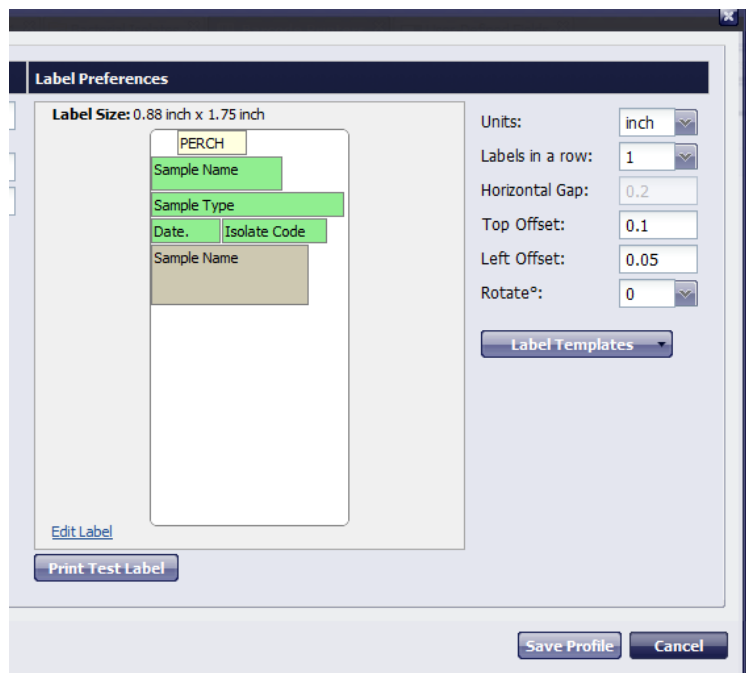 Label Preferences
Label Size: 0.88 inch x 1.75 inch
PERCH
Sample Name
Sample Type
Date. Isolate Code
Sample Name
Edit Label
Print Test Label
Units: inch
Labels in a row: 1
Horizontal Gap: 0.2
Top Offset: 0.1
Left Offset: 0.05
Rotate°: 0
Label Templates
Save Profile Cancel